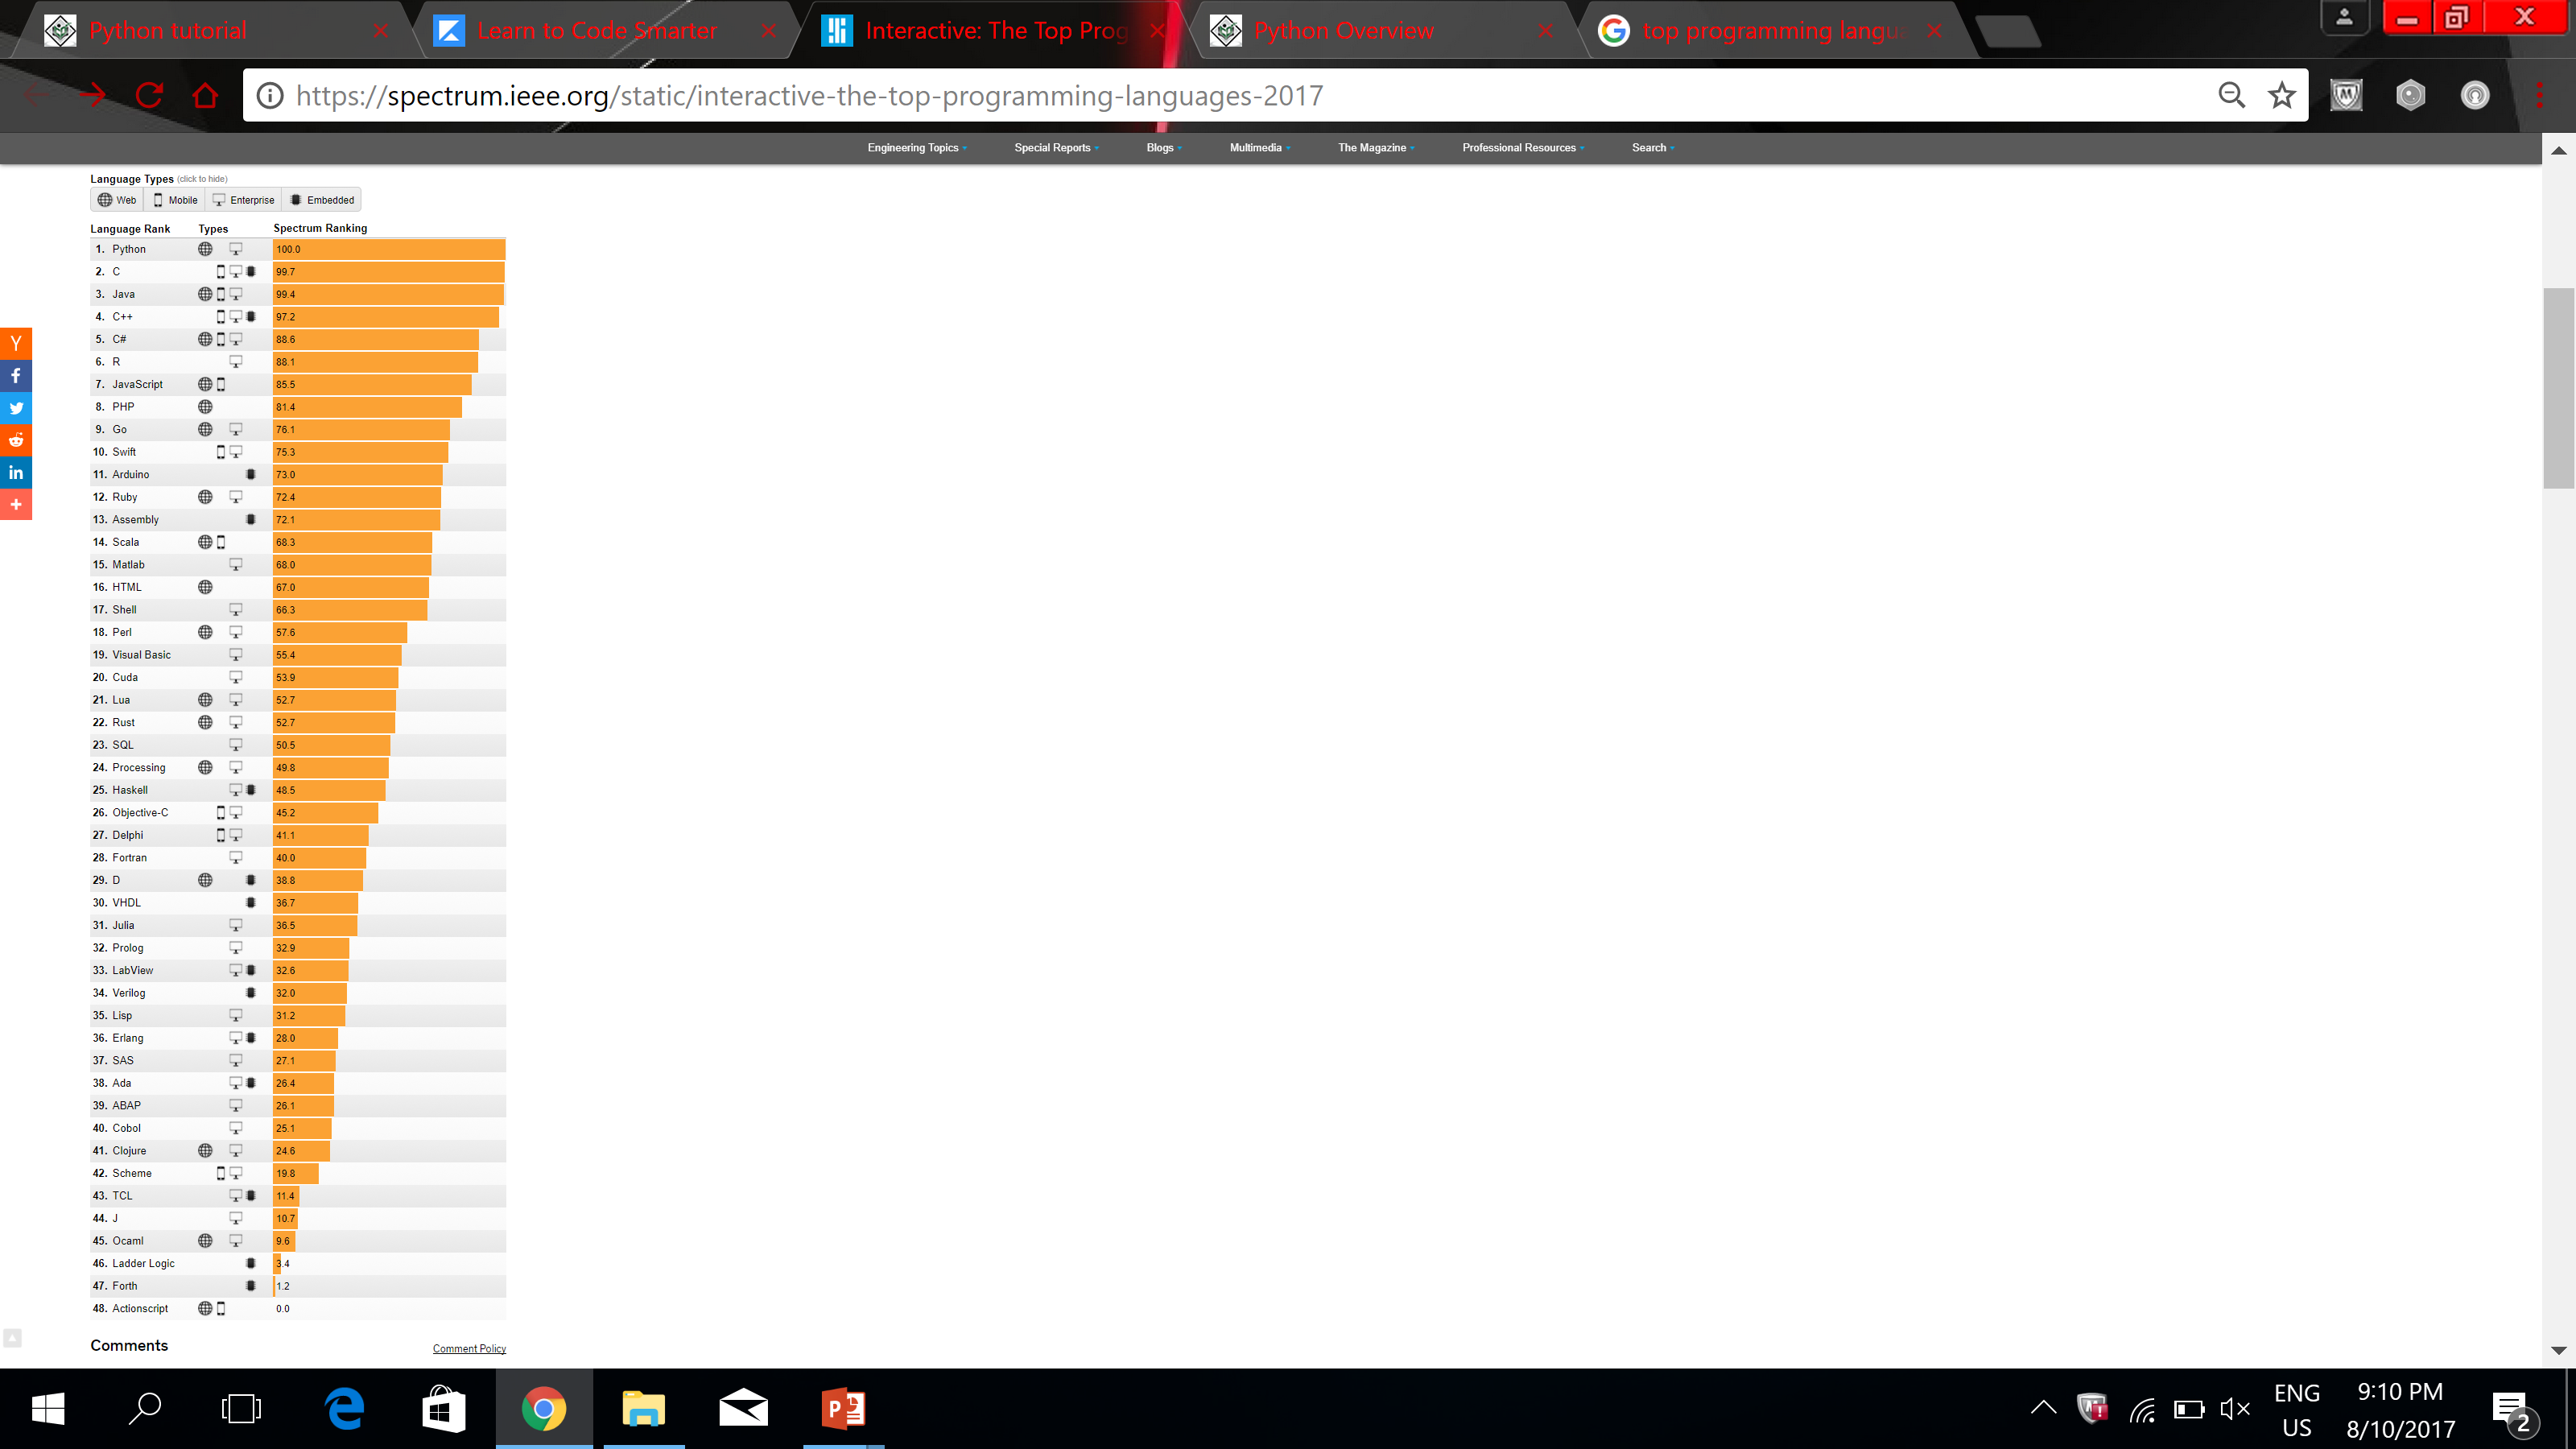 Python tutorial
Learn to Code Smarter
Interactive: The Top Prog
Python Overview
top programming langua
https://spectrum.ieee.org/static/interactive-the-top-programming-languages-2017
Engineering Topics Special Reports Blogs Multimedia The Magazine Professional Resources Search
Language Types (click to hide)
Web Mobile Enterprise Embedded
Language Rank Types Spectrum Ranking
1. Python 100.0
2. C 99.7
3. Java 99.4
4. C++ 97.2
5. C# 88.6
6. R 88.1
7. JavaScript 85.5
8. PHP 81.4
9. Go 76.1
10. Swift 75.3
11. Arduino 73.0
12. Ruby 72.4
13. Assembly 72.1
14. Scala 68.3
15. Matlab 68.0
16. HTML 67.0
17. Shell 66.3
18. Perl 57.6
19. Visual Basic 55.4
20. Cuda 53.9
21. Lua 52.7
22. Rust 52.7
23. SQL 50.5
24. Processing 49.8
25. Haskell 48.5
26. Objective-C 45.2
27. Delphi 41.1
28. Fortran 40.0
29. D 38.8
30. VHDL 36.7
31. Julia 36.5
32. Prolog 32.9
33. LabView 32.6
34. Verilog 32.0
35. Lisp 31.2
36. Erlang 28.0
37. SAS 27.1
38. Ada 26.4
39. ABAP 26.1
40. Cobol 25.1
41. Clojure 24.6
42. Scheme 19.8
43. TCL 11.4
44. J 10.7
45. Ocaml 9.6
46. Ladder Logic 3.4
47. Forth 1.2
48. Actionscript 0.0
Comments Comment Policy
ENG
US
9:10 PM
8/10/2017
2